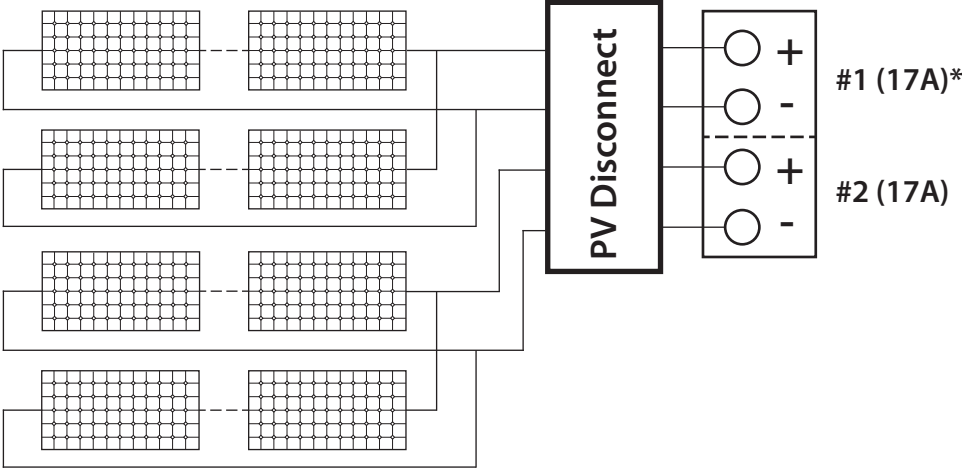 PV Disconnect
+
-
#1 (17A)*
+
-
#2 (17A)